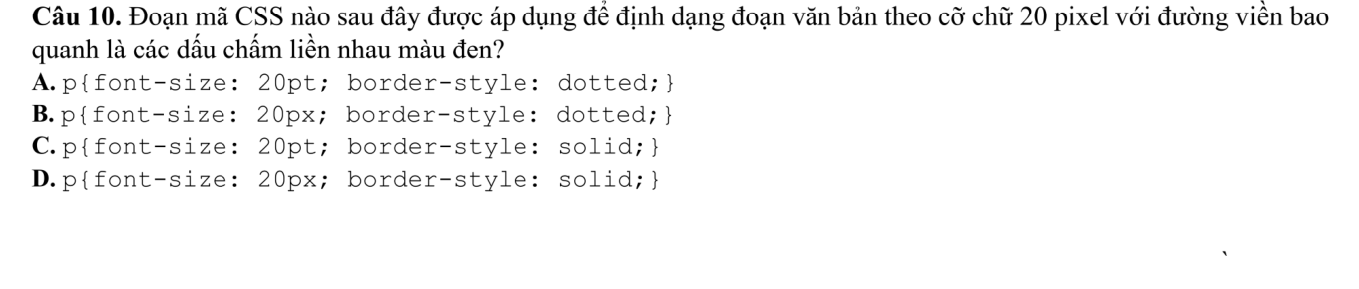 Câu 10. Đoạn mã CSS nào sau đây được áp dụng để định dạng đoạn văn bản theo cỡ chữ 20 pixel với đường viền bao
quanh là các dấu chấm liền nhau màu đen?
A. p{font-size: 20pt; border-style: dotted;}
B. p{font-size: 20px; border-style: dotted;}
C. p{font-size: 20pt; border-style: solid;}
D. p{font-size: 20px; border-style: solid;}